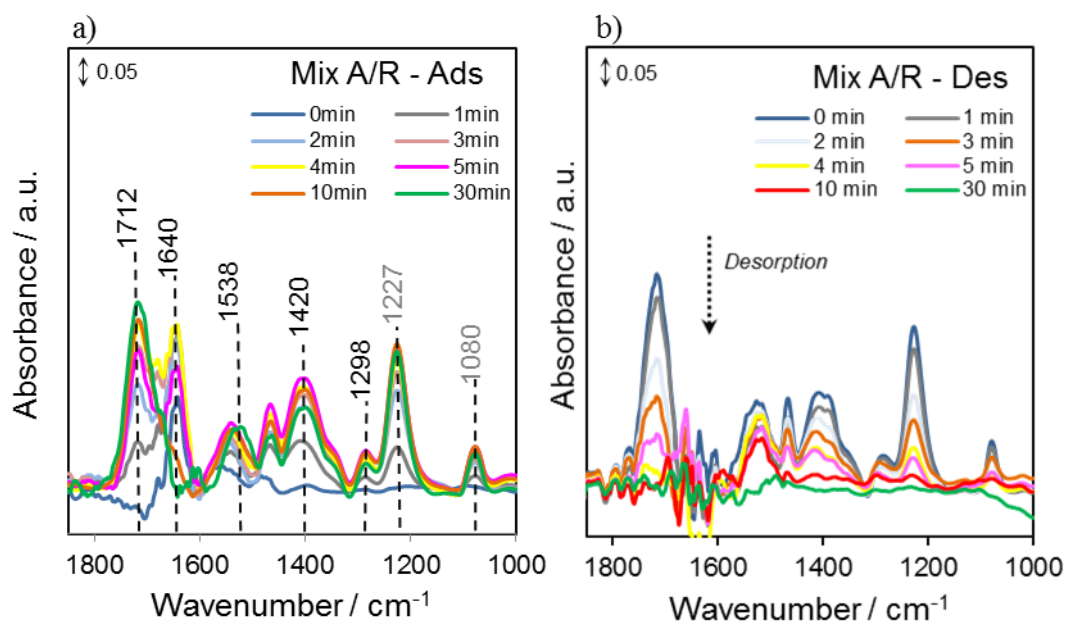 a)
0.05
Mix A/R - Ads
0min 1min
2min 3min
4min 5min
10min 30min
1712
1640
1538
1420
1298
1227
1080
Absorbance / a.u.
1800 1600 1400 1200 1000
Wavenumber / cm⁻¹
b)
0.05
Mix A/R - Des
0 min 1 min
2 min 3 min
4 min 5 min
10 min 30 min
Desorption
Absorbance / a.u.
1800 1600 1400 1200 1000
Wavenumber / cm⁻¹